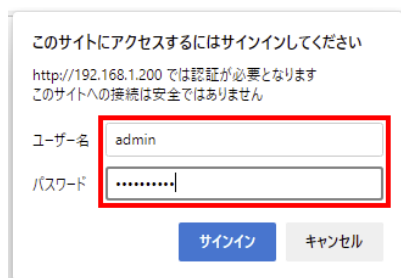 このサイトにアクセスするにはサインインしてください
http://192.168.1.200 では認証が必要となります
このサイトへの接続は安全ではありません
ユーザー名 admin
パスワード ••••••••••
サインイン キャンセル